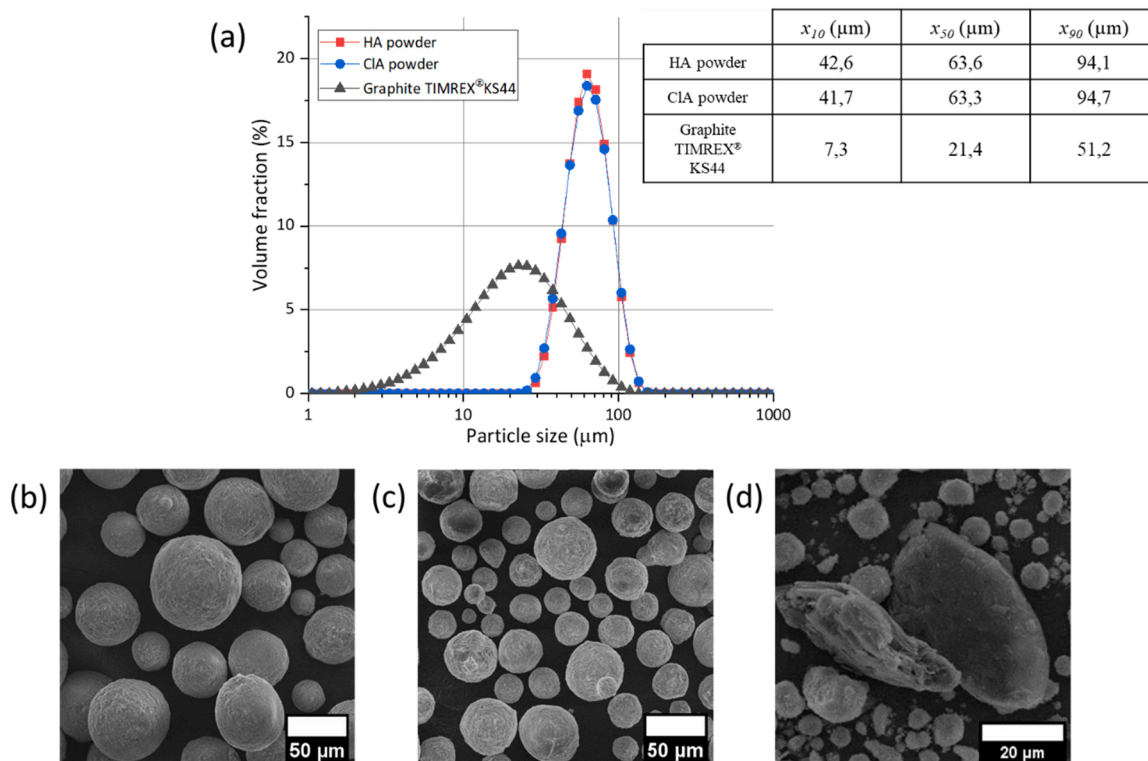 (a)
HA powder
ClA powder
Graphite TIMREX®KS44
Volume fraction (%)
20
15
10
5
0
1
10
100
1000
Particle size (μm)
x10 (μm) x50 (μm) x90 (μm)
HA powder 42,6 63,6 94,1
ClA powder 41,7 63,3 94,7
Graphite
TIMREX®
KS44
7,3 21,4 51,2
(b)
50 μm
(c)
50 μm
(d)
20 μm